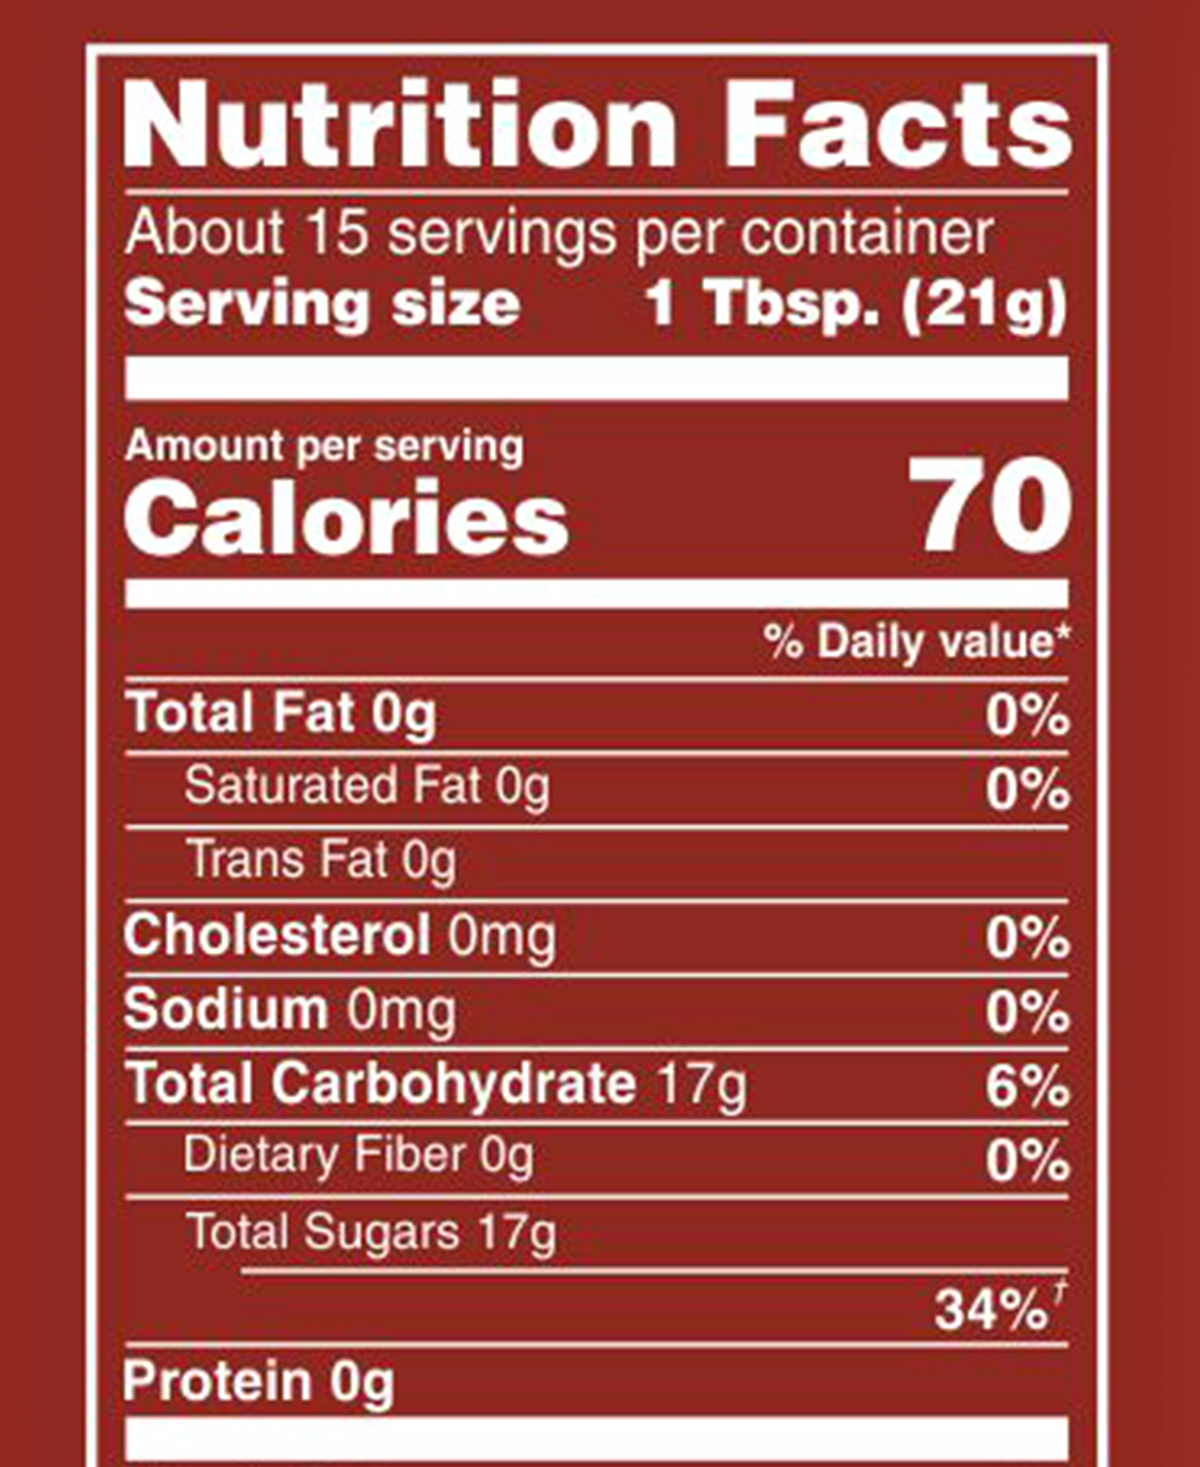 Nutrition Facts
About 15 servings per container
Serving size 1 Tbsp. (21g)
Amount per serving
Calories 70
% Daily value*
Total Fat 0g 0%
Saturated Fat 0g 0%
Trans Fat 0g
Cholesterol 0mg 0%
Sodium 0mg 0%
Total Carbohydrate 17g 6%
Dietary Fiber 0g 0%
Total Sugars 17g
34%†
Protein 0g